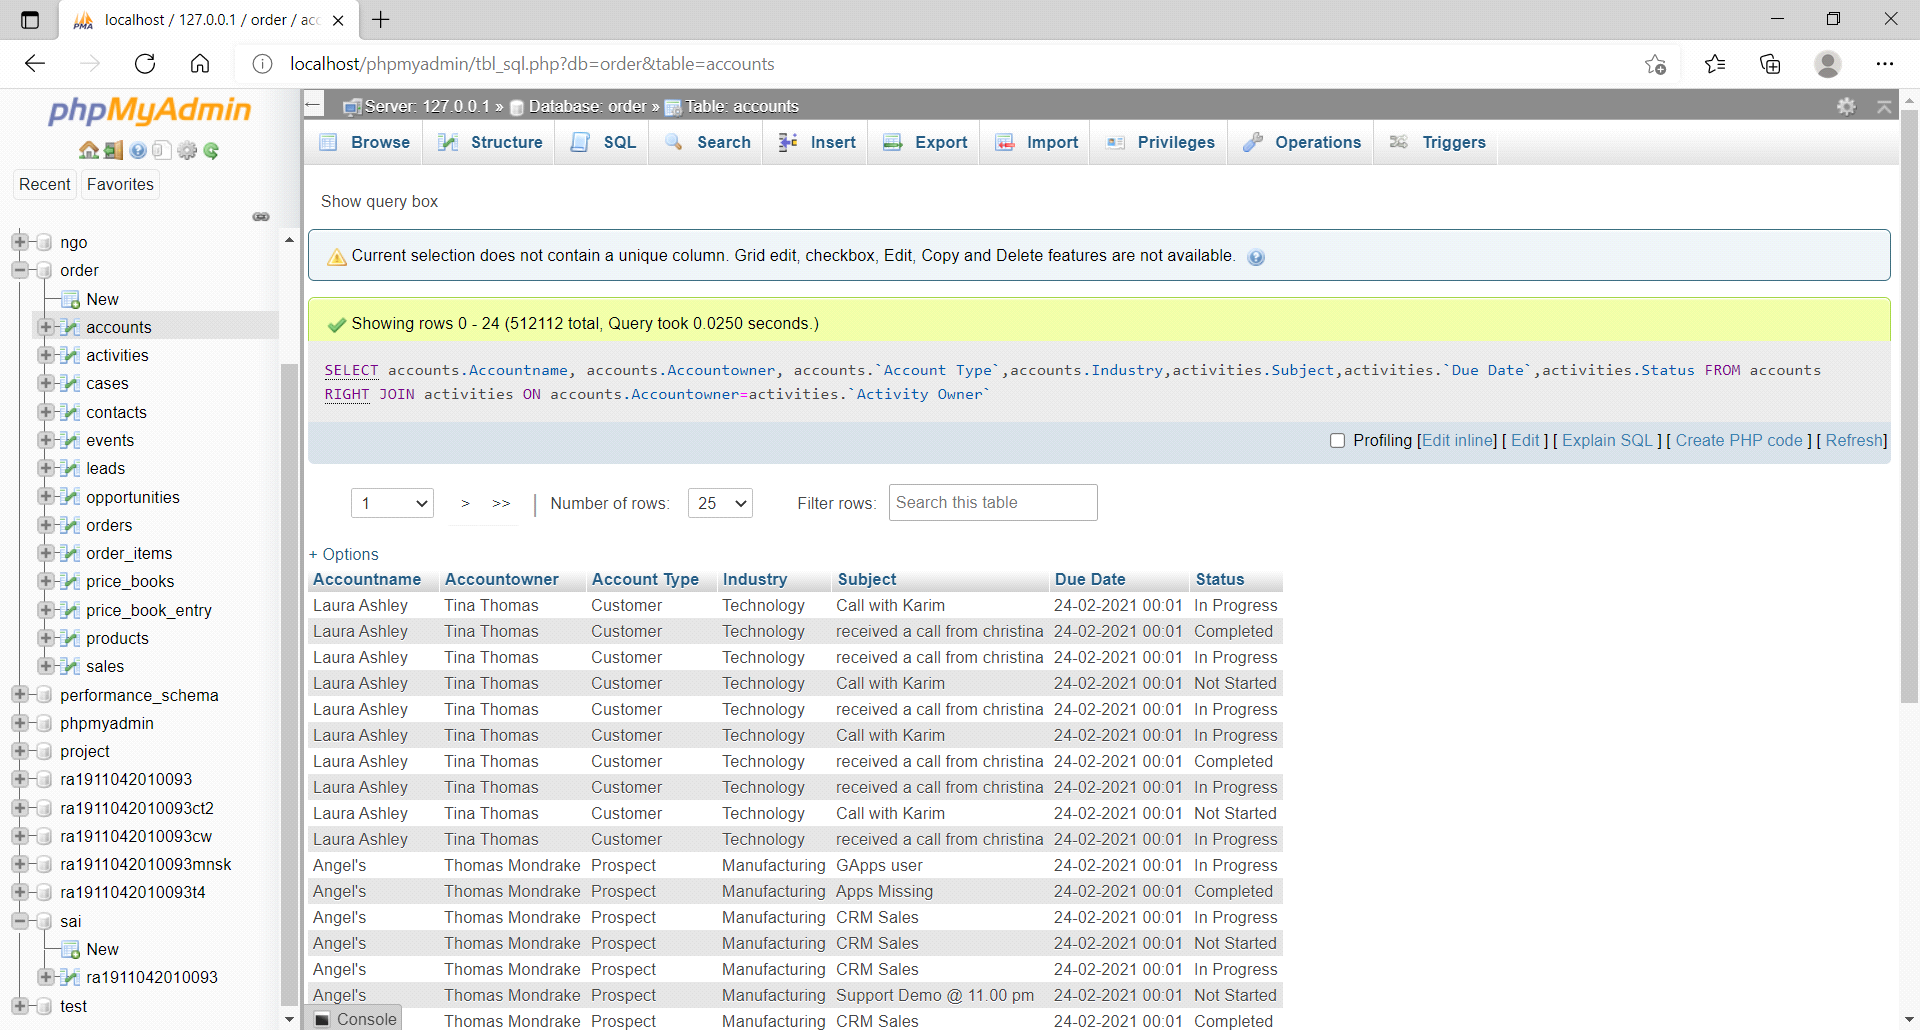 localhost / 127.0.0.1 / order / acc
localhost/phpmyadmin/tbl_sql.php?db=order&table=accounts
phpMyAdmin
Recent Favorites
ngo
order
New
accounts
activities
cases
contacts
events
leads
opportunities
orders
order_items
price_books
price_book_entry
products
sales
performance_schema
phpmyadmin
project
ra1911042010093
ra1911042010093ct2
ra1911042010093cw
ra1911042010093mnsk
ra1911042010093t4
sai
New
ra1911042010093
test
Server: 127.0.0.1 » Database: order » Table: accounts
Browse Structure SQL Search Insert Export Import Privileges Operations Triggers
Show query box
Current selection does not contain a unique column. Grid edit, checkbox, Edit, Copy and Delete features are not available.
Showing rows 0 - 24 (512112 total, Query took 0.0250 seconds.)
SELECT accounts.Accountname, accounts.Accountowner, accounts.`Account Type`,accounts.Industry,activities.Subject,activities.`Due Date`,activities.Status FROM accounts
RIGHT JOIN activities ON accounts.Accountowner=activities.`Activity Owner`
Profiling [Edit inline] [ Edit ] [ Explain SQL ] [ Create PHP code ] [ Refresh]
1 > >> | Number of rows: 25 Filter rows: Search this table
+ Options
Accountname Accountowner Account Type Industry Subject Due Date Status
Laura Ashley Tina Thomas Customer Technology Call with Karim 24-02-2021 00:01 In Progress
Laura Ashley Tina Thomas Customer Technology received a call from christina 24-02-2021 00:01 Completed
Laura Ashley Tina Thomas Customer Technology received a call from christina 24-02-2021 00:01 In Progress
Laura Ashley Tina Thomas Customer Technology Call with Karim 24-02-2021 00:01 Not Started
Laura Ashley Tina Thomas Customer Technology received a call from christina 24-02-2021 00:01 In Progress
Laura Ashley Tina Thomas Customer Technology Call with Karim 24-02-2021 00:01 In Progress
Laura Ashley Tina Thomas Customer Technology received a call from christina 24-02-2021 00:01 Completed
Laura Ashley Tina Thomas Customer Technology received a call from christina 24-02-2021 00:01 In Progress
Laura Ashley Tina Thomas Customer Technology Call with Karim 24-02-2021 00:01 Not Started
Laura Ashley Tina Thomas Customer Technology received a call from christina 24-02-2021 00:01 In Progress
Angel's Thomas Mondrake Prospect Manufacturing GApps user 24-02-2021 00:01 In Progress
Angel's Thomas Mondrake Prospect Manufacturing Apps Missing 24-02-2021 00:01 Completed
Angel's Thomas Mondrake Prospect Manufacturing CRM Sales 24-02-2021 00:01 In Progress
Angel's Thomas Mondrake Prospect Manufacturing CRM Sales 24-02-2021 00:01 Not Started
Angel's Thomas Mondrake Prospect Manufacturing CRM Sales 24-02-2021 00:01 In Progress
Angel's Thomas Mondrake Prospect Manufacturing Support Demo @ 11.00 pm 24-02-2021 00:01 Not Started
Console Thomas Mondrake Prospect Manufacturing CRM Sales 24-02-2021 00:01 Completed